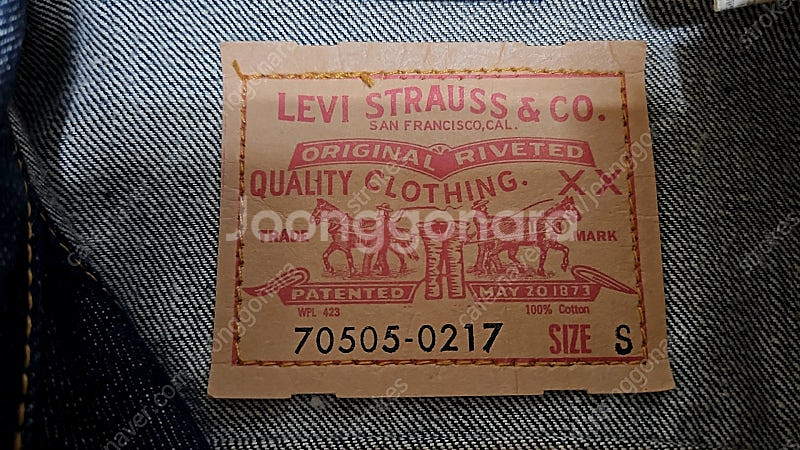 LEVI STRAUSS & CO.
SAN FRANCISCO, CAL.
ORIGINAL RIVETED
QUALITY CLOTHING. XX
TRADE MARK
PATENTED MAY 20 1873
WPL 423 100% Cotton
70505-0217 SIZE S
Joonggonara